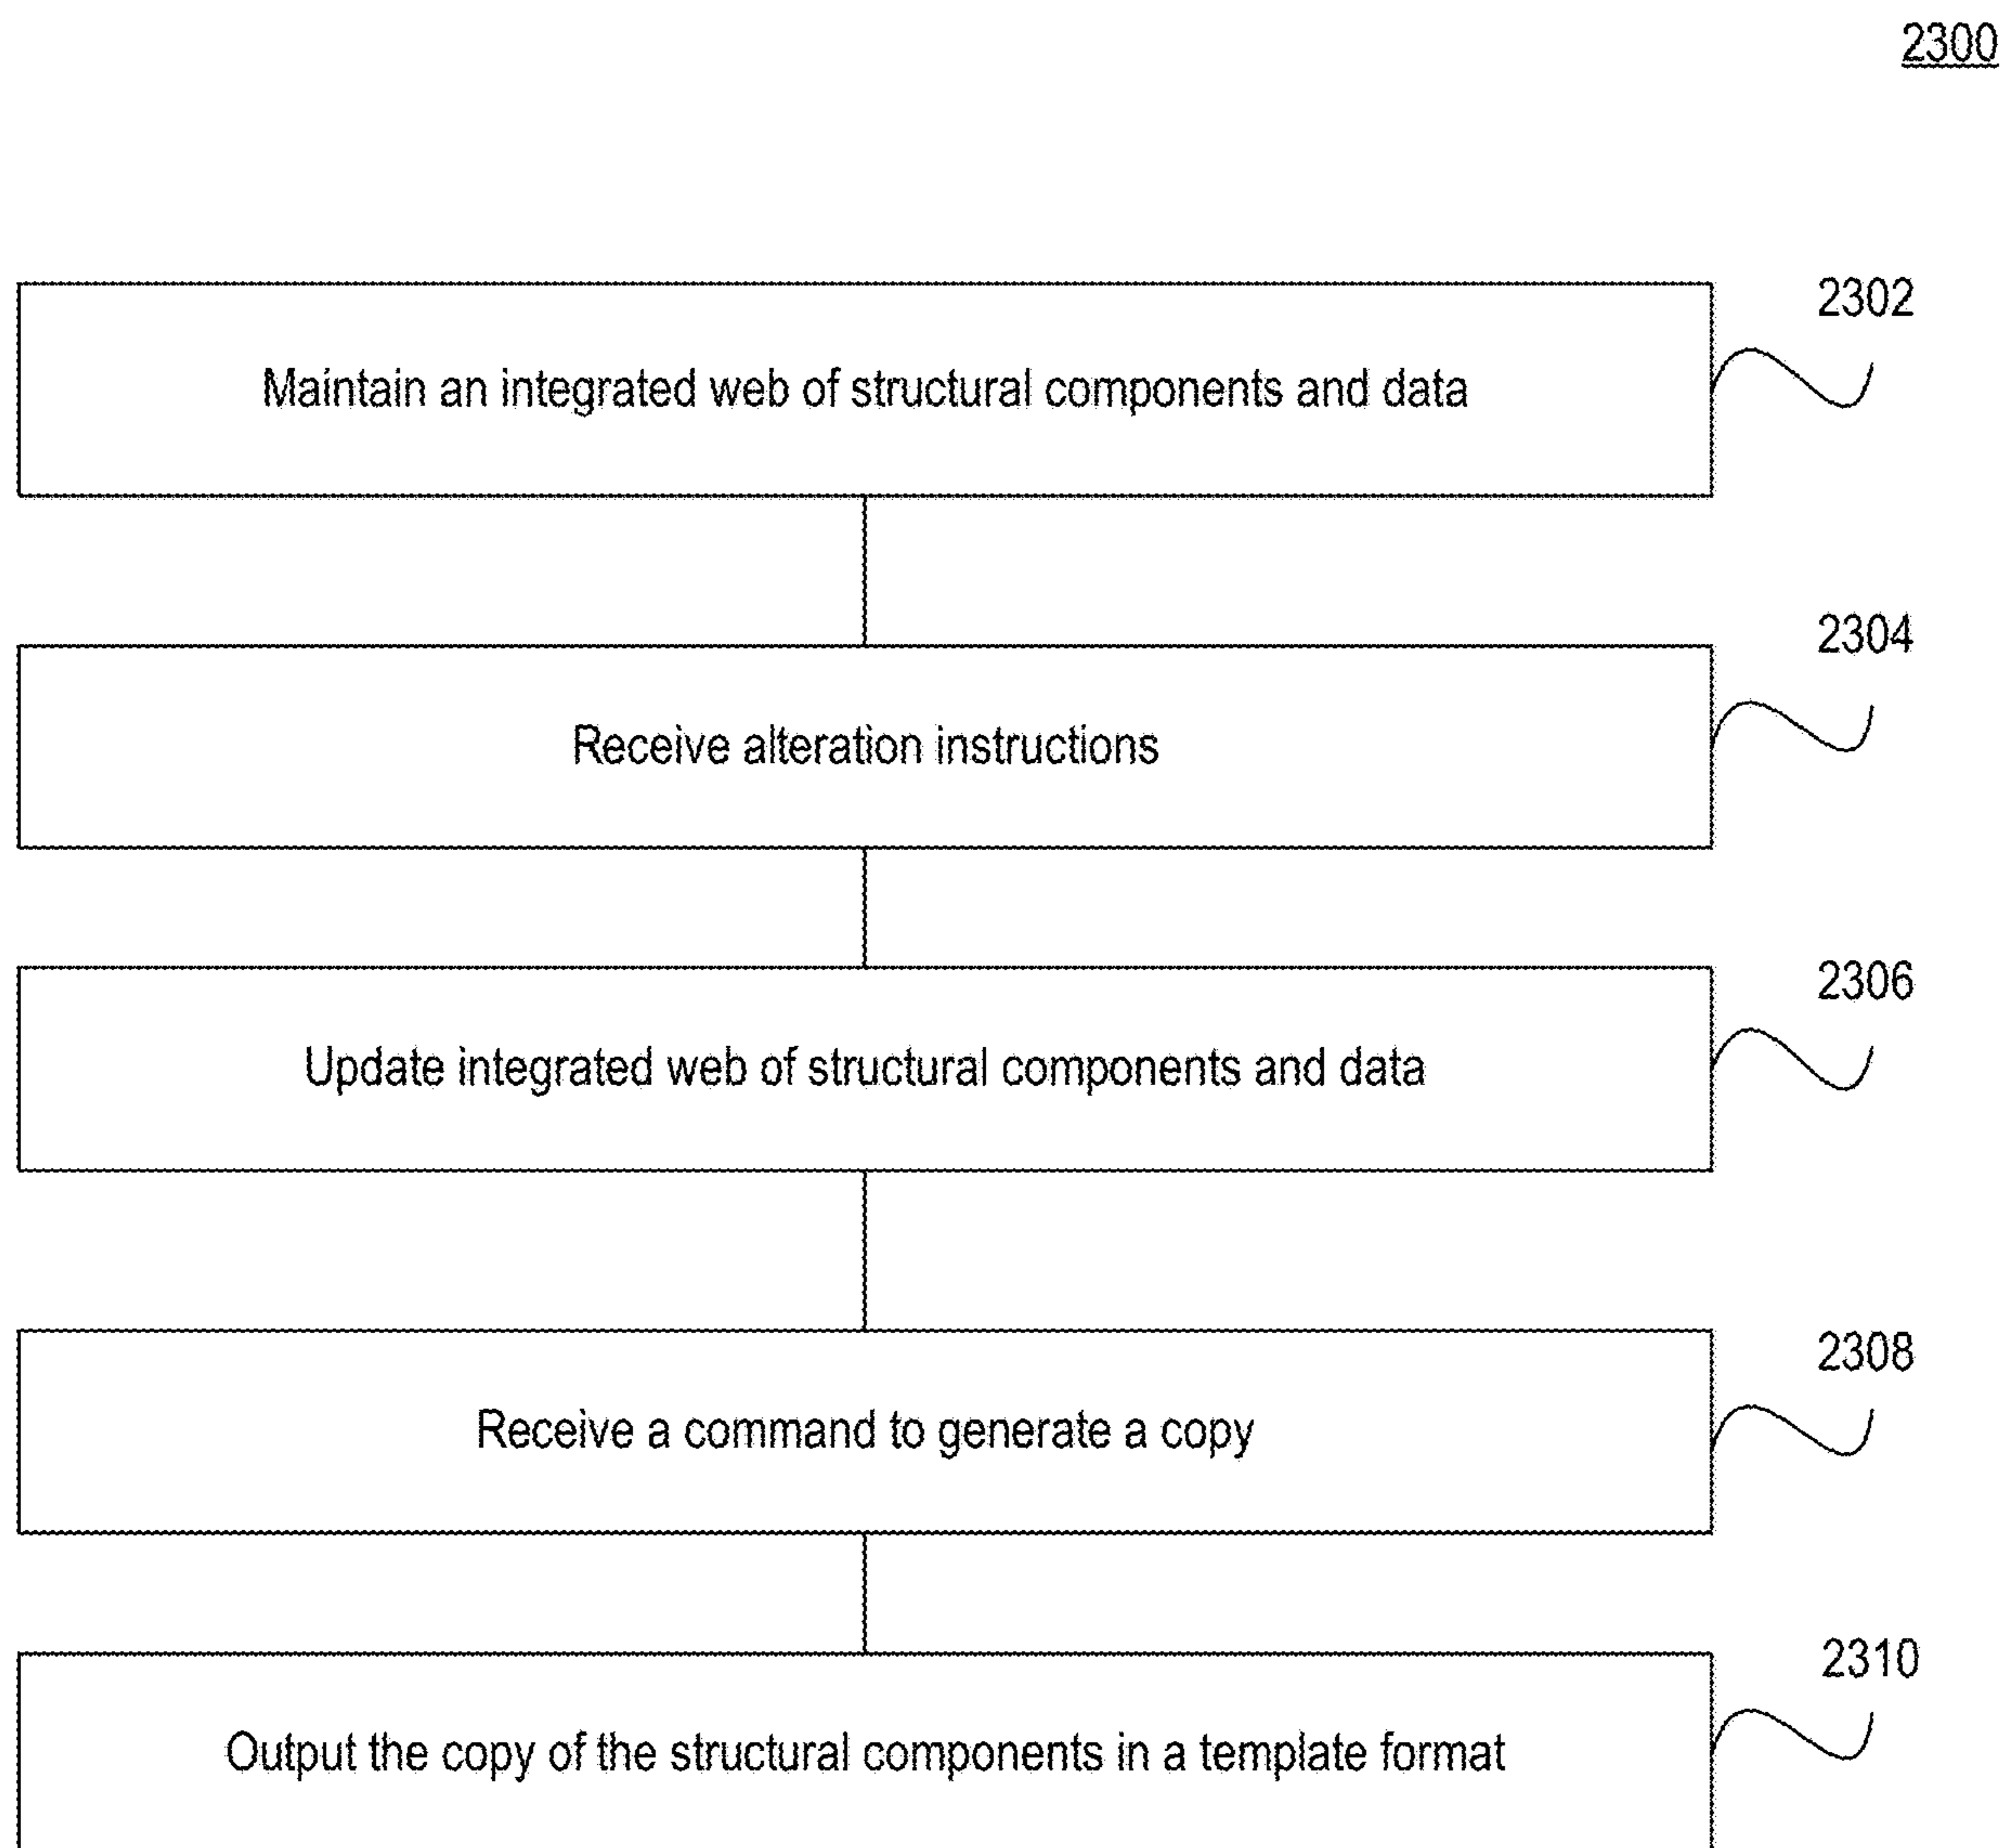 2300
2302
Maintain an integrated web of structural components and data
2304
Receive alteration instructions
2306
Update integrated web of structural components and data
2308
Receive a command to generate a copy
2310
Output the copy of the structural components in a template format